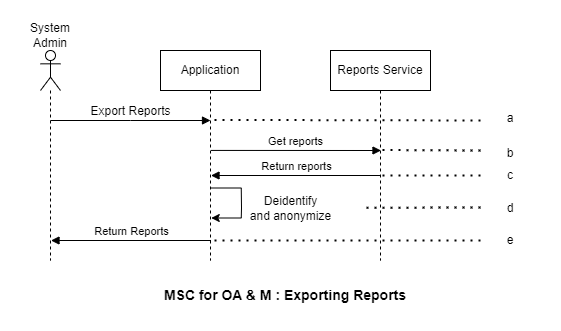 System
Admin
Application
Reports Service
Export Reports
a
Get reports
b
Return reports
c
Deidentify
and anonymize
d
Return Reports
e
MSC for OA & M : Exporting Reports